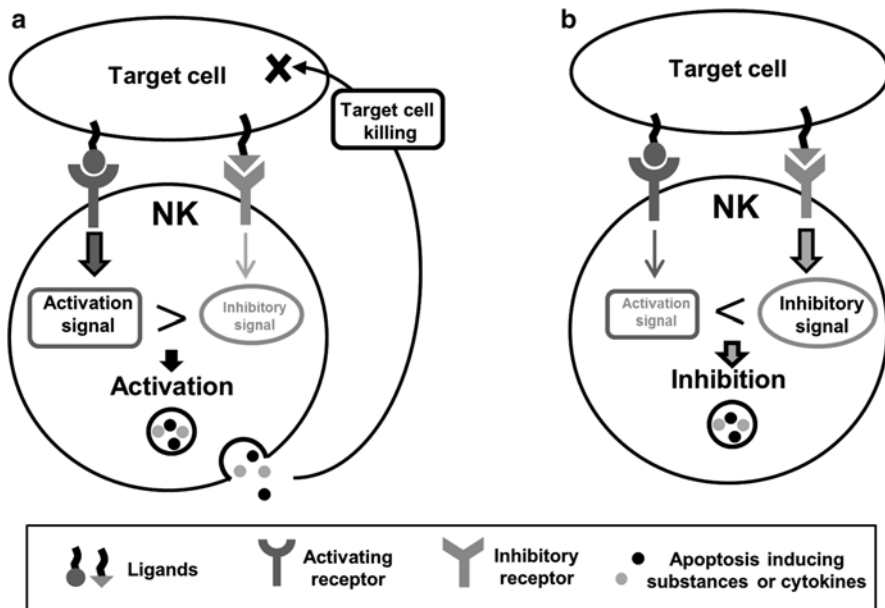 a
Target cell
Target cell
killing
NK
Activation
signal
>
Inhibitory
signal
Activation
b
Target cell
NK
Activation
signal
<
Inhibitory
signal
Inhibition
Ligands
Activating
receptor
Inhibitory
receptor
Apoptosis inducing
substances or cytokines